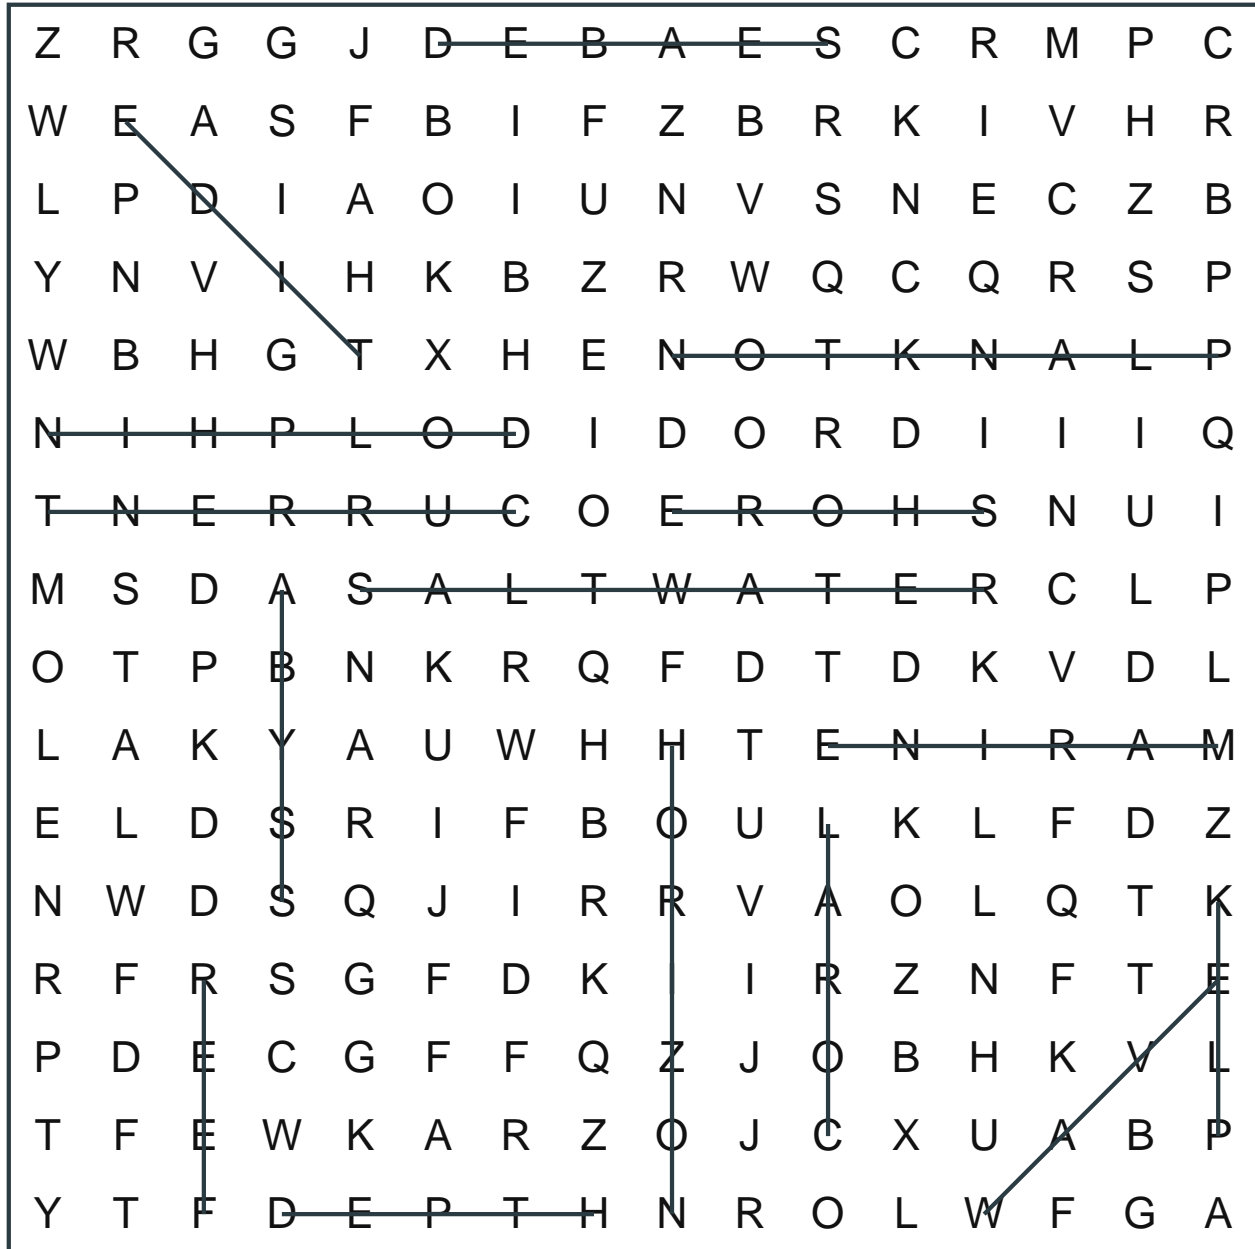 Z R G G J D E B A E S C R M P C
W E A S F B I F Z B R K I V H R
L P D I A O I U N V S N E C Z B
Y N V I H K B Z R W Q C Q R S P
W B H G T X H E N O T K N A L P
N I H P L O D I D O R D I I I Q
T N E R R U C O E R O H S N U I
M S D A S A L T W A T E R C L P
O T P B N K R Q F D T D K V D L
L A K Y A U W H H T E N I R A M
E L D S R I F B O U L K L F D Z
N W D S Q J I R R V A O L Q T K
R F R S G F D K I I R Z N F T E
P D E C G F F Q Z J O B H K V L
T F E W K A R Z O J C X U A B P
Y T F D E P T H N R O L W F G A